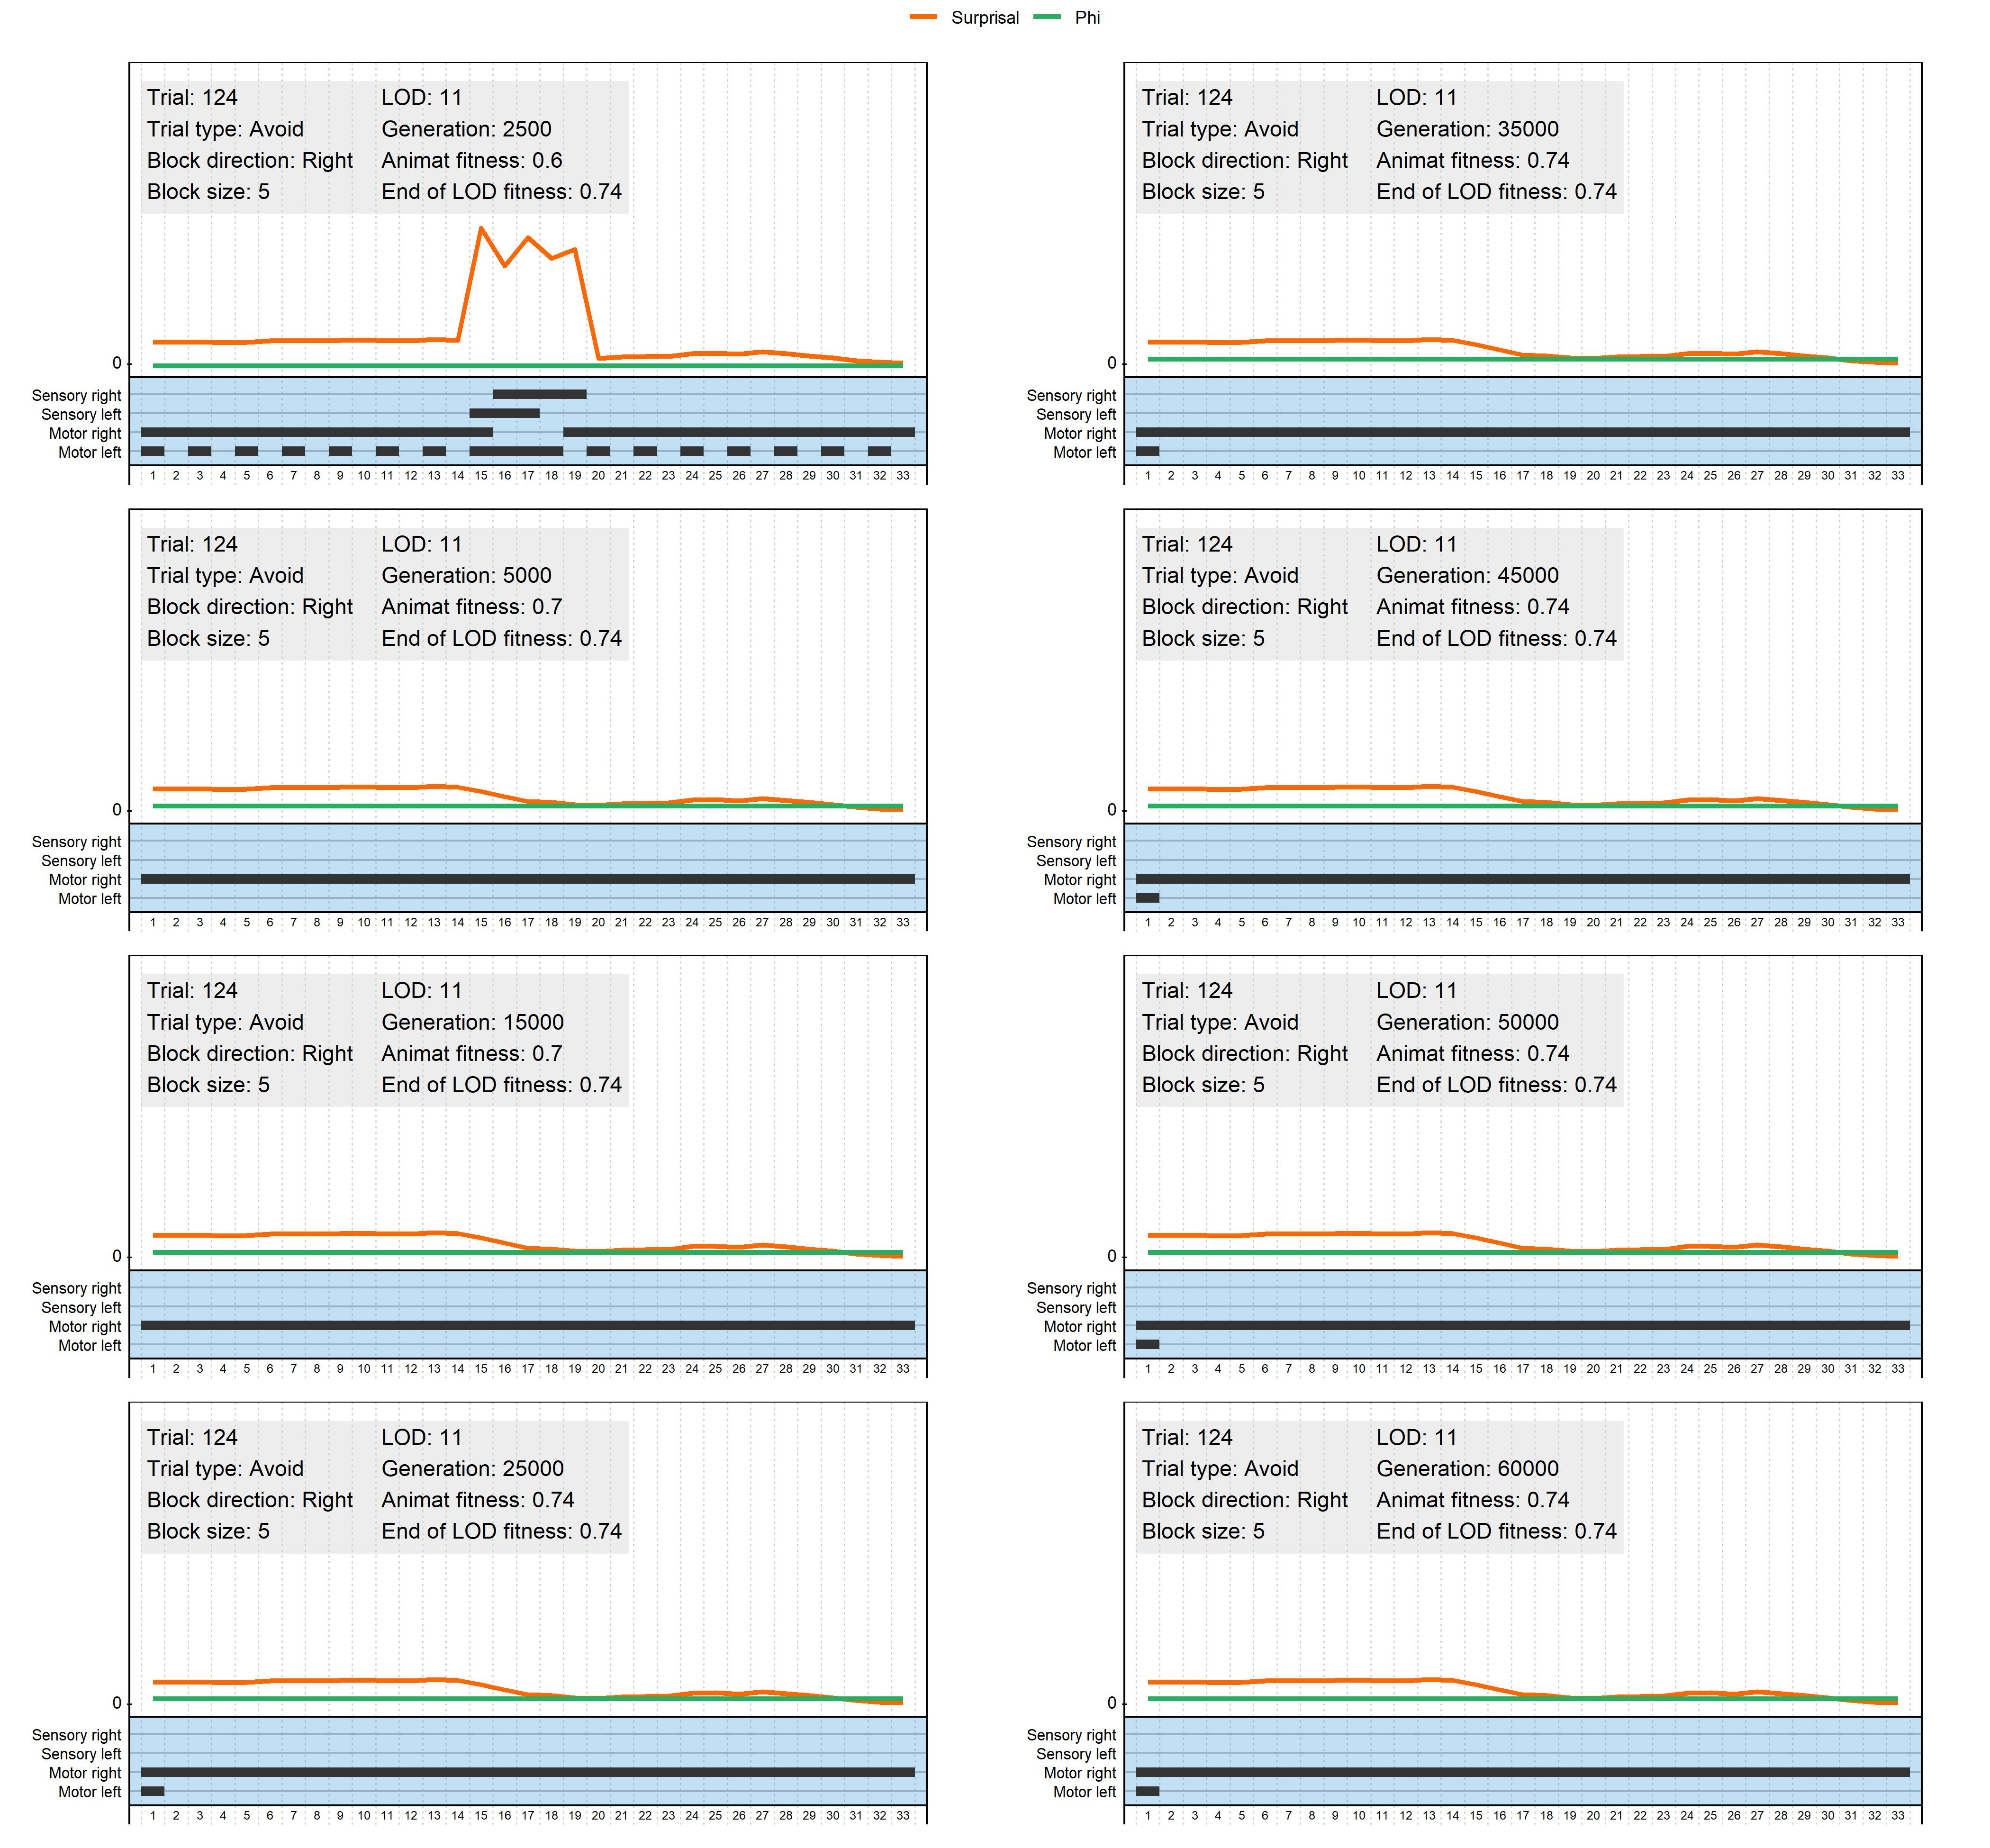 Surprisal Phi
Trial: 124 LOD: 11
Trial type: Avoid Generation: 2500
Block direction: Right Animat fitness: 0.6
Block size: 5 End of LOD fitness: 0.74
0
Sensory right
Sensory left
Motor right
Motor left
1 2 3 4 5 6 7 8 9 10 11 12 13 14 15 16 17 18 19 20 21 22 23 24 25 26 27 28 29 30 31 32 33
Trial: 124 LOD: 11
Trial type: Avoid Generation: 35000
Block direction: Right Animat fitness: 0.74
Block size: 5 End of LOD fitness: 0.74
0
Sensory right
Sensory left
Motor right
Motor left
1 2 3 4 5 6 7 8 9 10 11 12 13 14 15 16 17 18 19 20 21 22 23 24 25 26 27 28 29 30 31 32 33
Trial: 124 LOD: 11
Trial type: Avoid Generation: 5000
Block direction: Right Animat fitness: 0.7
Block size: 5 End of LOD fitness: 0.74
0
Sensory right
Sensory left
Motor right
Motor left
1 2 3 4 5 6 7 8 9 10 11 12 13 14 15 16 17 18 19 20 21 22 23 24 25 26 27 28 29 30 31 32 33
Trial: 124 LOD: 11
Trial type: Avoid Generation: 45000
Block direction: Right Animat fitness: 0.74
Block size: 5 End of LOD fitness: 0.74
0
Sensory right
Sensory left
Motor right
Motor left
1 2 3 4 5 6 7 8 9 10 11 12 13 14 15 16 17 18 19 20 21 22 23 24 25 26 27 28 29 30 31 32 33
Trial: 124 LOD: 11
Trial type: Avoid Generation: 15000
Block direction: Right Animat fitness: 0.7
Block size: 5 End of LOD fitness: 0.74
0
Sensory right
Sensory left
Motor right
Motor left
1 2 3 4 5 6 7 8 9 10 11 12 13 14 15 16 17 18 19 20 21 22 23 24 25 26 27 28 29 30 31 32 33
Trial: 124 LOD: 11
Trial type: Avoid Generation: 50000
Block direction: Right Animat fitness: 0.74
Block size: 5 End of LOD fitness: 0.74
0
Sensory right
Sensory left
Motor right
Motor left
1 2 3 4 5 6 7 8 9 10 11 12 13 14 15 16 17 18 19 20 21 22 23 24 25 26 27 28 29 30 31 32 33
Trial: 124 LOD: 11
Trial type: Avoid Generation: 25000
Block direction: Right Animat fitness: 0.74
Block size: 5 End of LOD fitness: 0.74
0
Sensory right
Sensory left
Motor right
Motor left
1 2 3 4 5 6 7 8 9 10 11 12 13 14 15 16 17 18 19 20 21 22 23 24 25 26 27 28 29 30 31 32 33
Trial: 124 LOD: 11
Trial type: Avoid Generation: 60000
Block direction: Right Animat fitness: 0.74
Block size: 5 End of LOD fitness: 0.74
0
Sensory right
Sensory left
Motor right
Motor left
1 2 3 4 5 6 7 8 9 10 11 12 13 14 15 16 17 18 19 20 21 22 23 24 25 26 27 28 29 30 31 32 33